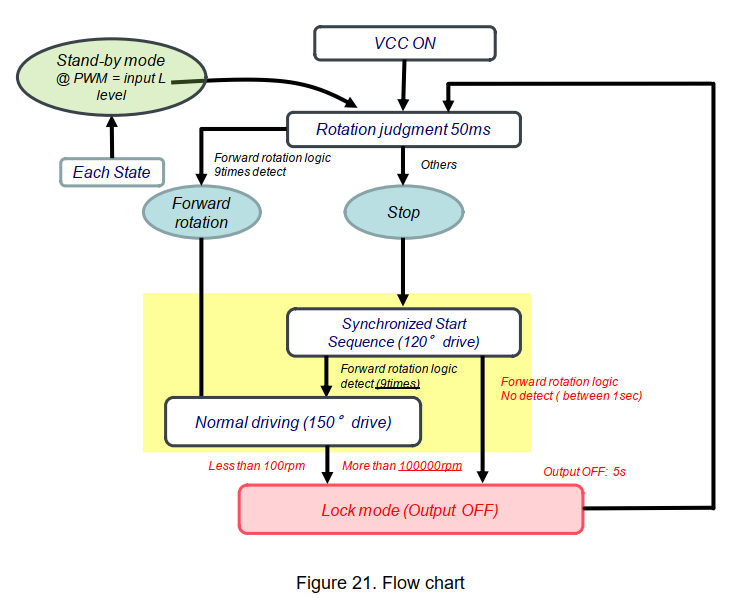 VCC ON
Stand-by mode
@ PWM = input L
level
Rotation judgment 50ms
Each State
Forward rotation logic
9times detect
Others
Forward
rotation
Stop
Synchronized Start
Sequence (120° drive)
Forward rotation logic
detect (9times)
Forward rotation logic
No detect ( between 1sec)
Normal driving (150° drive)
Less than 100rpm
More than 100000rpm
Output OFF: 5s
Lock mode (Output OFF)
Figure 21. Flow chart